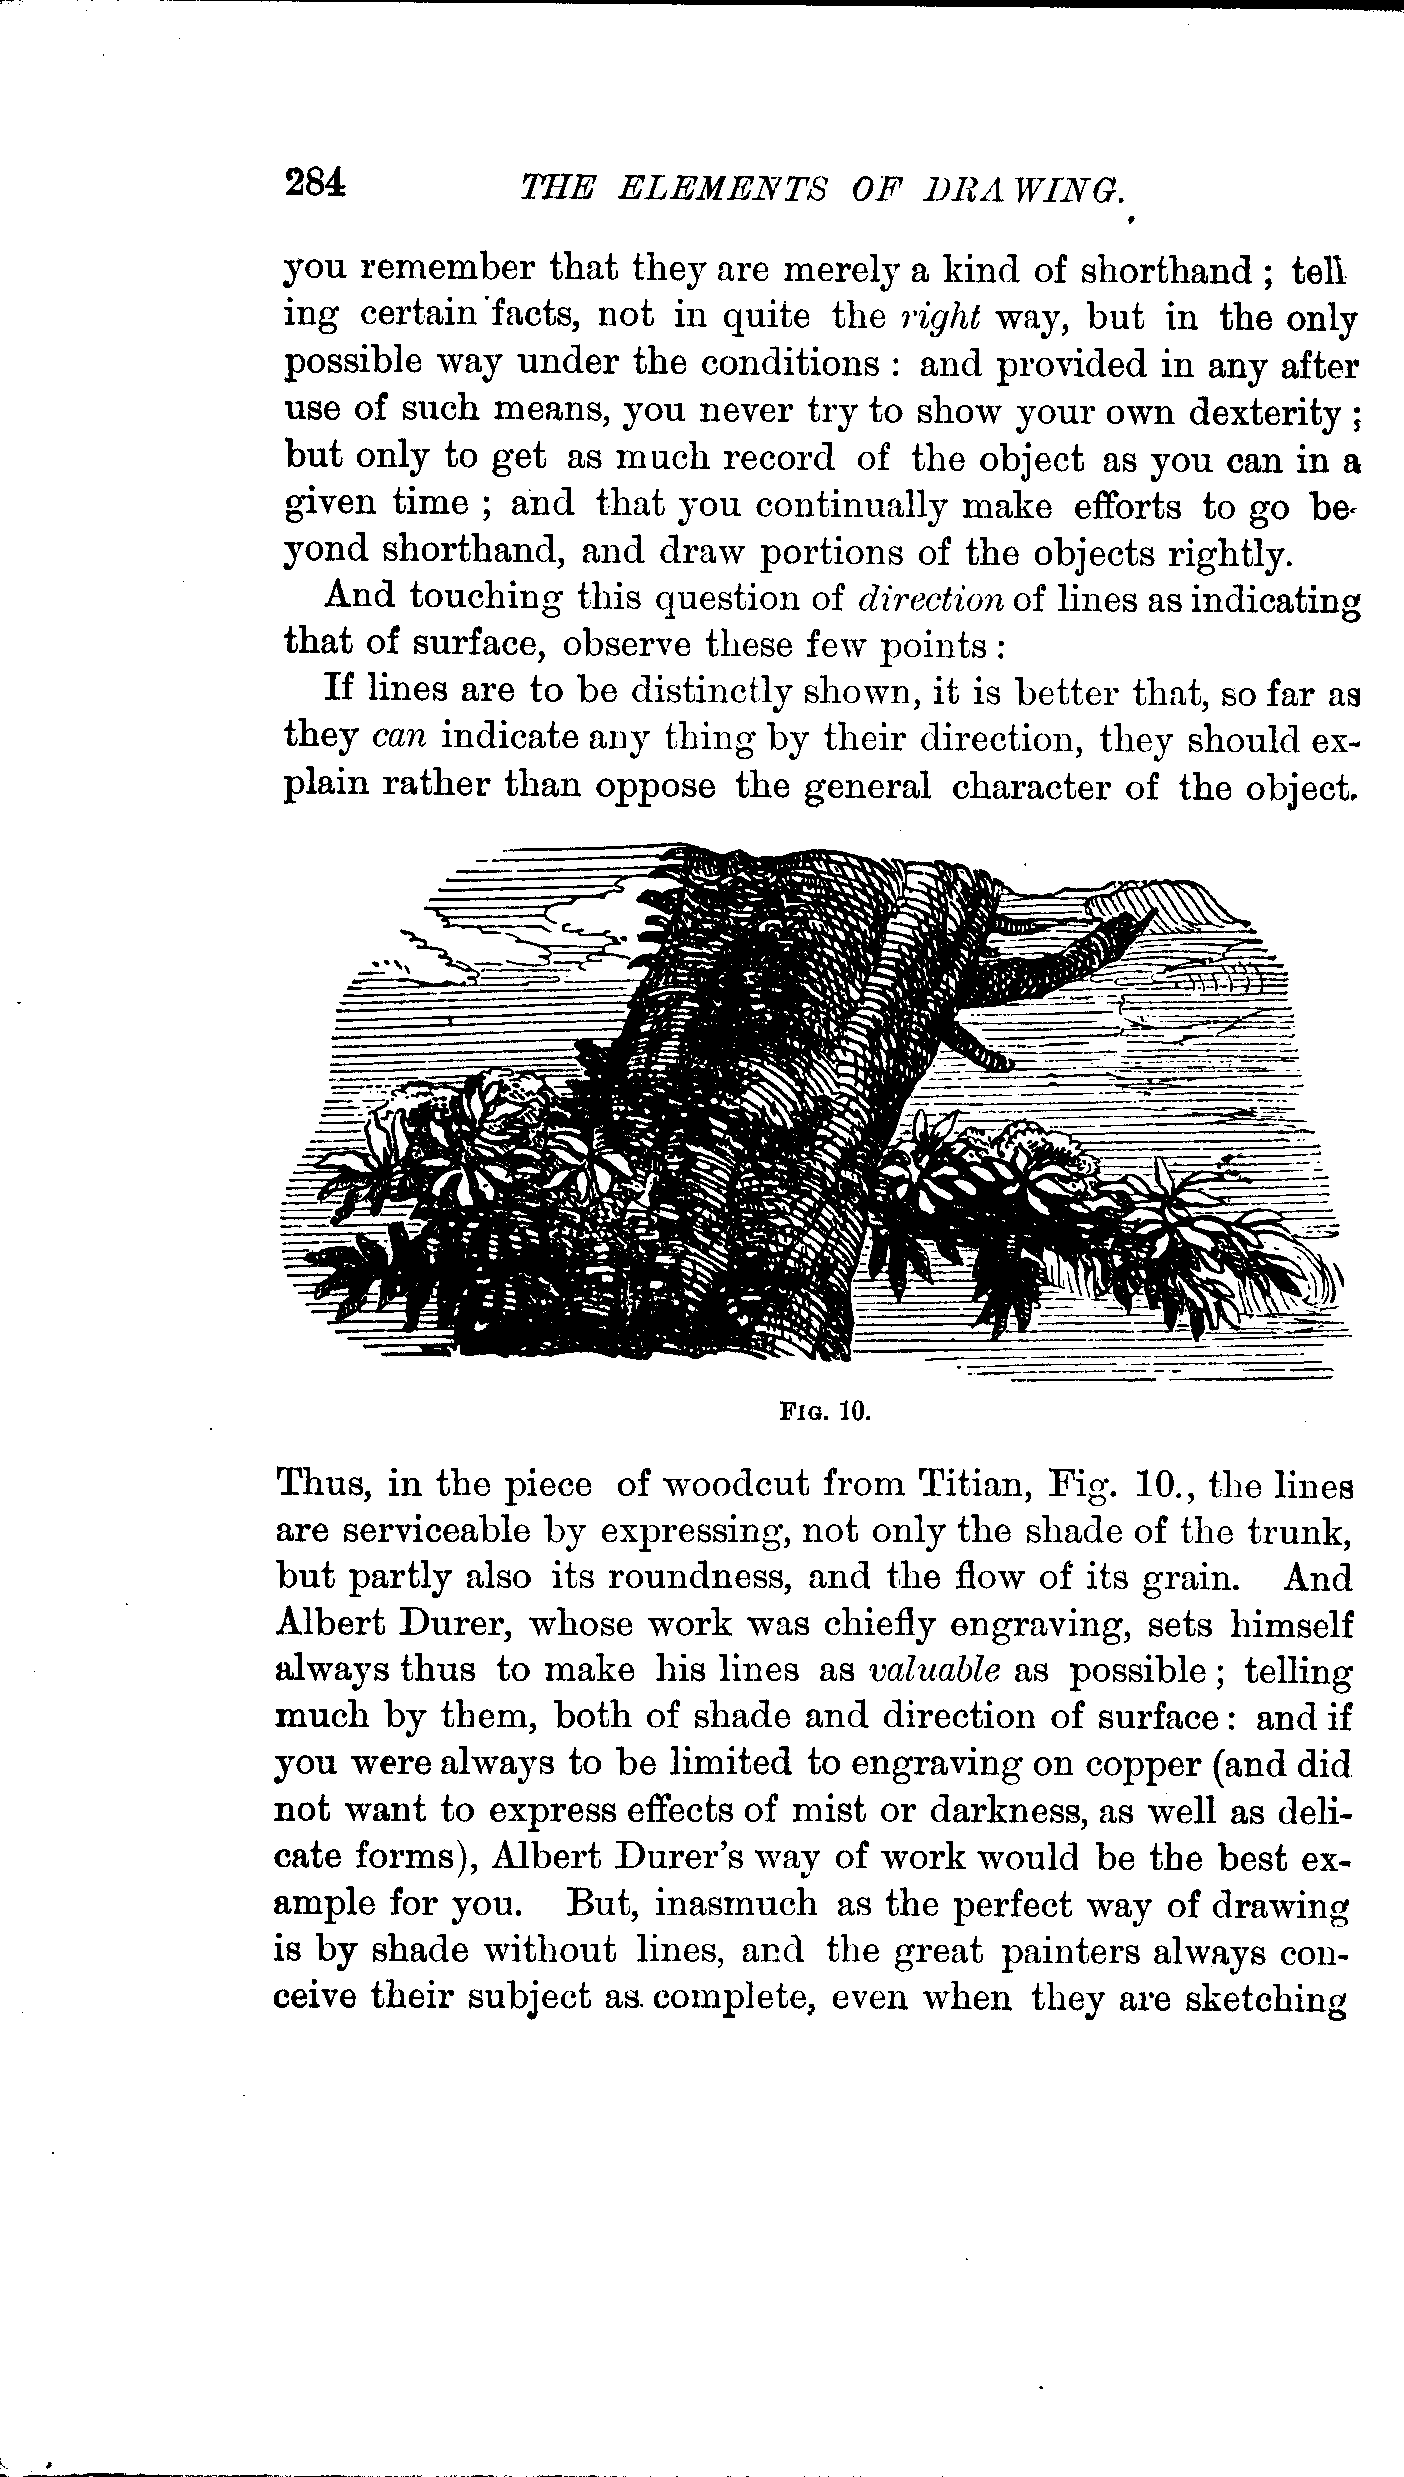 284 THE ELEMENTS OF DRAWING.
you remember that they are merely a kind of shorthand ; tell
ing certain facts, not in quite the right way, but in the only
possible way under the conditions : and provided in any after
use of such means, you never try to show your own dexterity ;
but only to get as much record of the object as you can in a
given time ; and that you continually make efforts to go be-
yond shorthand, and draw portions of the objects rightly.
And touching this question of direction of lines as indicating
that of surface, observe these few points :
If lines are to be distinctly shown, it is better that, so far as
they can indicate any thing by their direction, they should ex-
plain rather than oppose the general character of the object.
FIG. 10.
Thus, in the piece of woodcut from Titian, Fig. 10., the lines
are serviceable by expressing, not only the shade of the trunk,
but partly also its roundness, and the flow of its grain. And
Albert Durer, whose work was chiefly engraving, sets himself
always thus to make his lines as valuable as possible ; telling
much by them, both of shade and direction of surface : and if
you were always to be limited to engraving on copper (and did
not want to express effects of mist or darkness, as well as deli-
cate forms), Albert Durer's way of work would be the best ex-
ample for you. But, inasmuch as the perfect way of drawing
is by shade without lines, and the great painters always con-
ceive their subject as complete, even when they are sketching